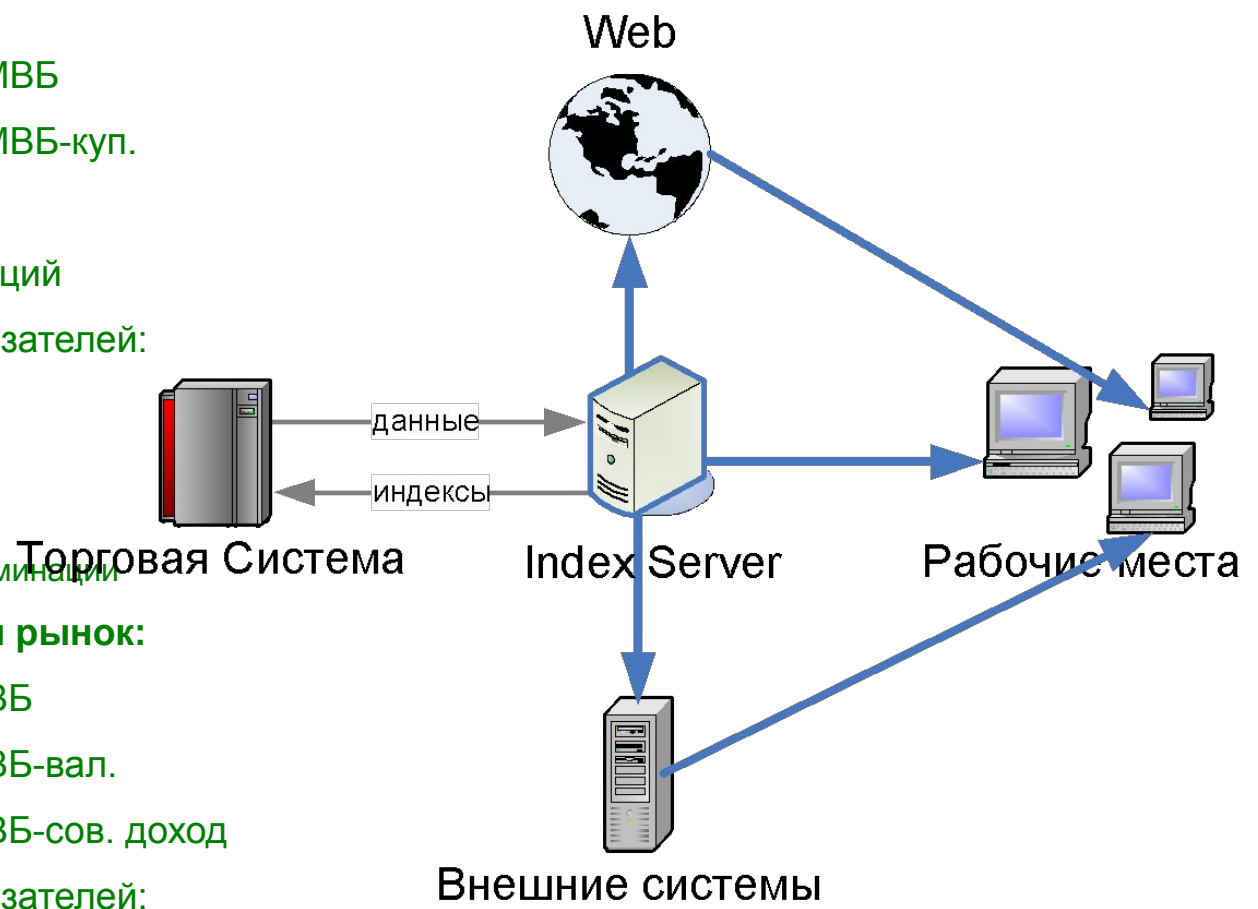 Web
МВБ
МВБ-куп.
ций
зателей:
данные
индексы
Торговая Система
Index Server
Рабочие места
минации
и рынок:
ВБ
ВБ-вал.
ВБ-сов. доход
зателей:
Внешние системы